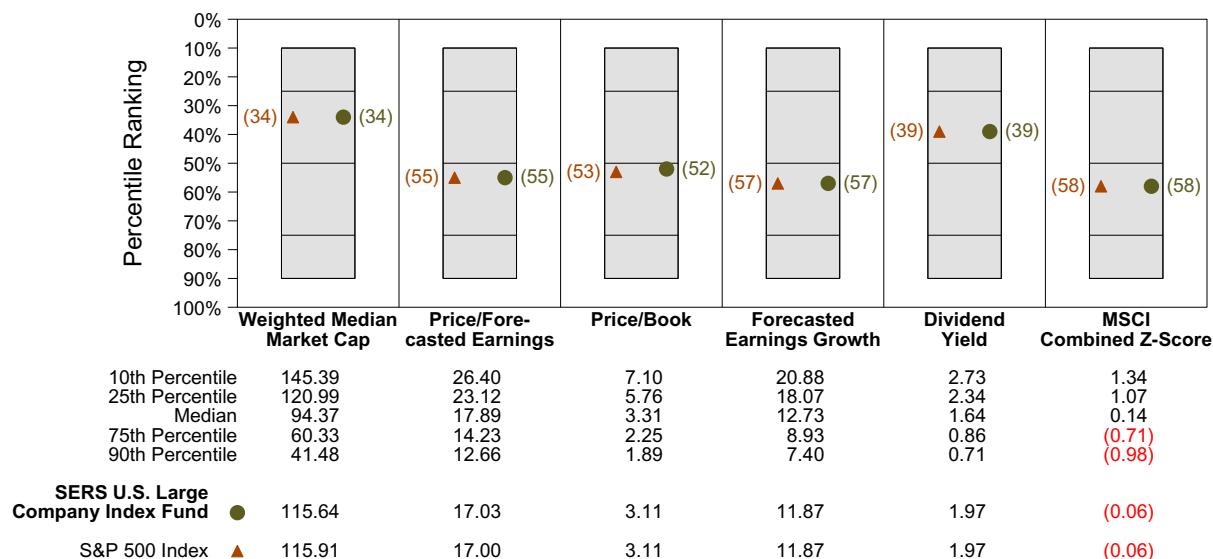 Percentile Ranking
0%
10%
20%
30%
40%
50%
60%
70%
80%
90%
100%
(34) (34)
(55) (55)
(53) (52)
(57) (57)
(39) (39)
(58) (58)
Weighted Median Market Cap
Price/Fore-casted Earnings
Price/Book
Forecasted Earnings Growth
Dividend Yield
MSCI Combined Z-Score
10th Percentile 145.39 26.40 7.10 20.88 2.73 1.34
25th Percentile 120.99 23.12 5.76 18.07 2.34 1.07
Median 94.37 17.89 3.31 12.73 1.64 0.14
75th Percentile 60.33 14.23 2.25 8.93 0.86 (0.71)
90th Percentile 41.48 12.66 1.89 7.40 0.71 (0.98)
SERS U.S. Large
Company Index Fund 115.64 17.03 3.11 11.87 1.97 (0.06)
S&P 500 Index 115.91 17.00 3.11 11.87 1.97 (0.06)